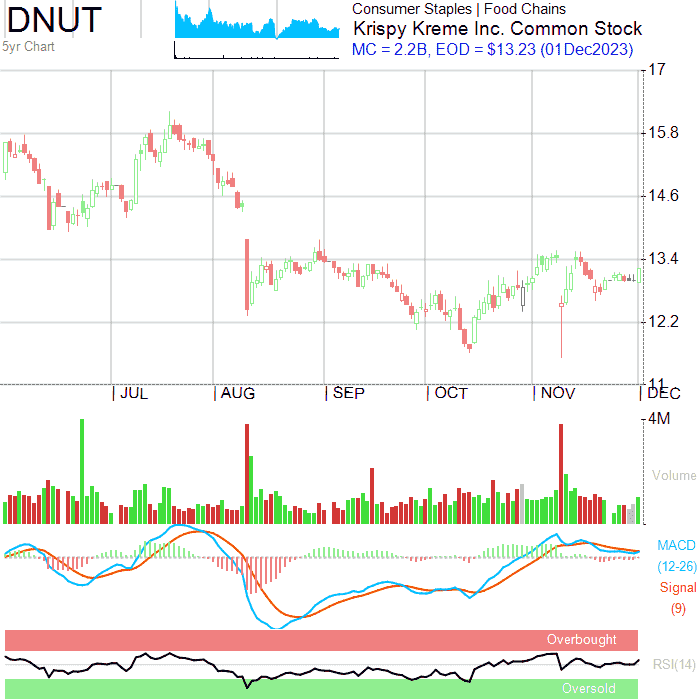 DNUT
5yr Chart
Consumer Staples | Food Chains
Krispy Kreme Inc. Common Stock
MC = 2.2B, EOD = $13.23 (01Dec2023)
17
15.8
14.6
13.4
12.2
11
JUL AUG SEP OCT NOV DEC
4M
Volume
MACD
(12-26)
Signal
(9)
Overbought
RSI(14)
Oversold